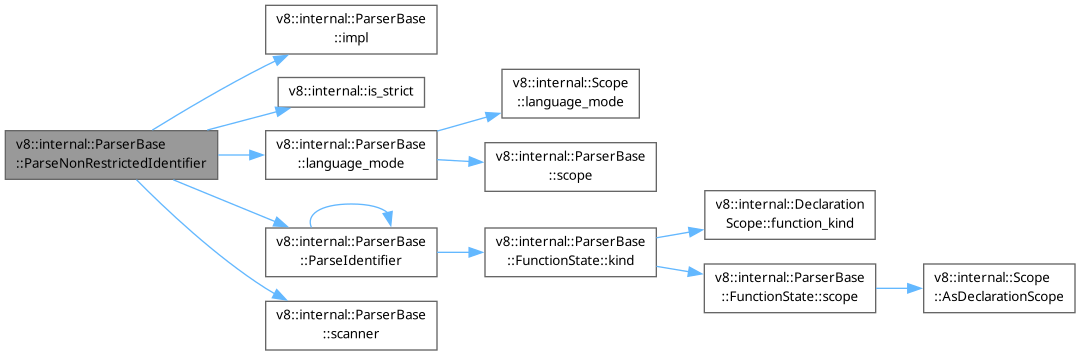 v8::internal::ParserBase
::impl
v8::internal::is_strict
v8::internal::Scope
::language_mode
v8::internal::ParserBase
::ParseNonRestrictedIdentifier
v8::internal::ParserBase
::language_mode
v8::internal::ParserBase
::scope
v8::internal::Declaration
Scope::function_kind
v8::internal::ParserBase
::ParseIdentifier
v8::internal::ParserBase
::FunctionState::kind
v8::internal::ParserBase
::FunctionState::scope
v8::internal::Scope
::AsDeclarationScope
v8::internal::ParserBase
::scanner